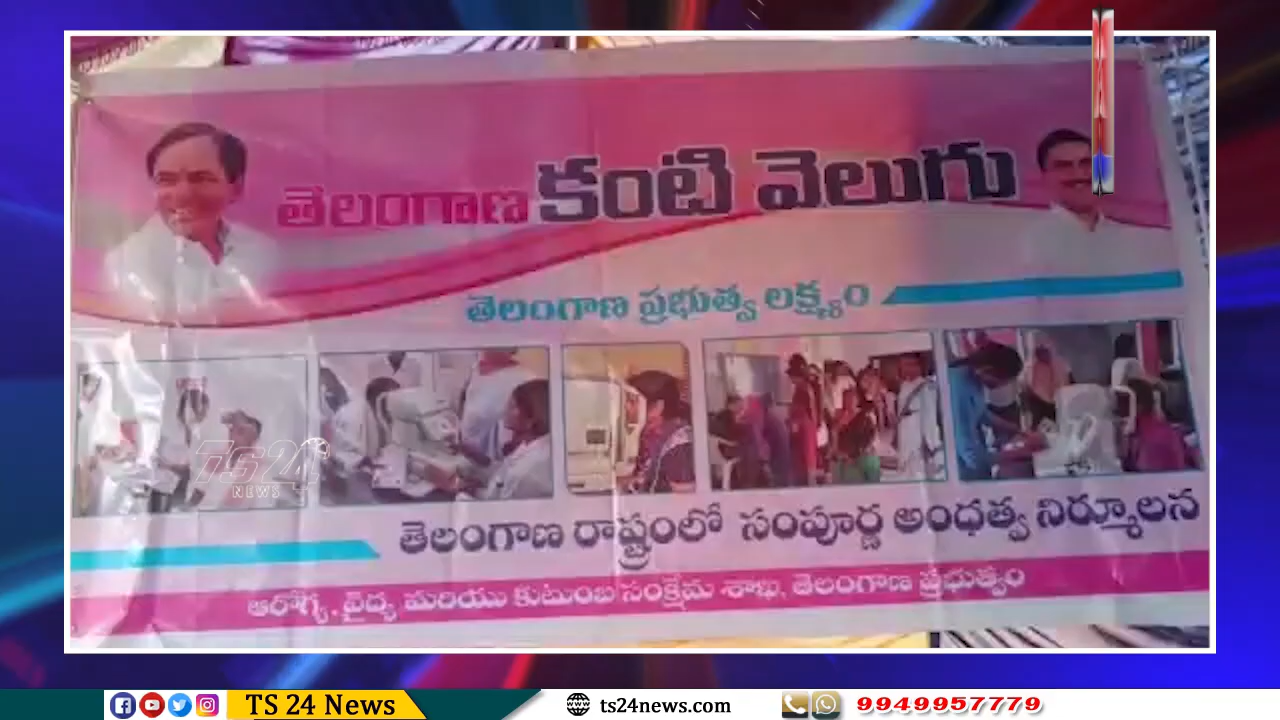 తెలంగాణ కంటి వెలుగు
తెలంగాణ ప్రభుత్వ లక్ష్యం
TS24
NEWS
తెలంగాణ రాష్ట్రంలో సంపూర్ణ అంధత్వ నిర్మూలన
ఆరోగ్య, వైద్య మరియు కుటుంబ సంక్షేమ శాఖ, తెలంగాణ ప్రభుత్వం
TS 24 News
ts24news.com
9949957779